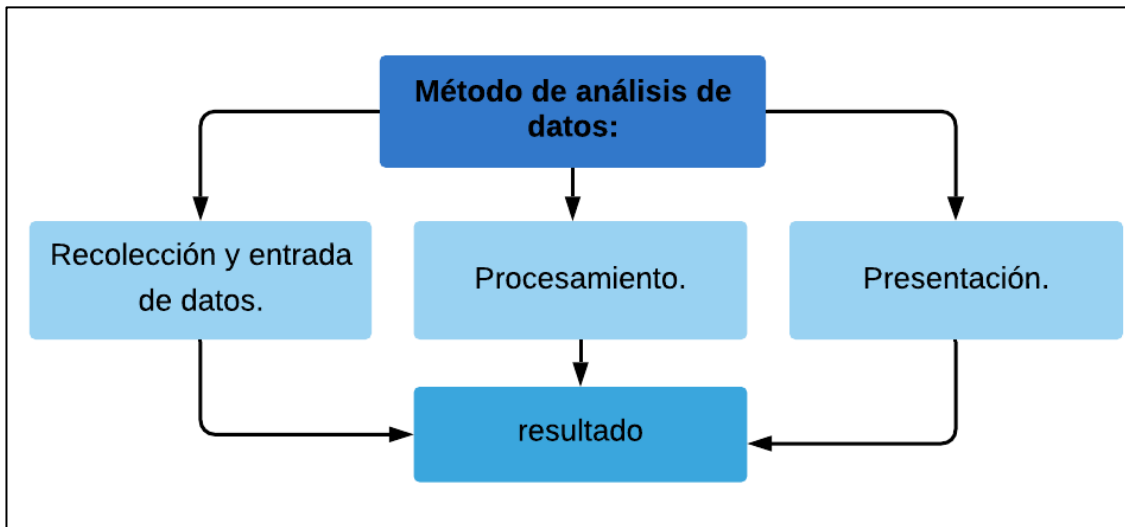 Método de análisis de
datos:
Recolección y entrada
de datos.
Procesamiento.
Presentación.
resultado